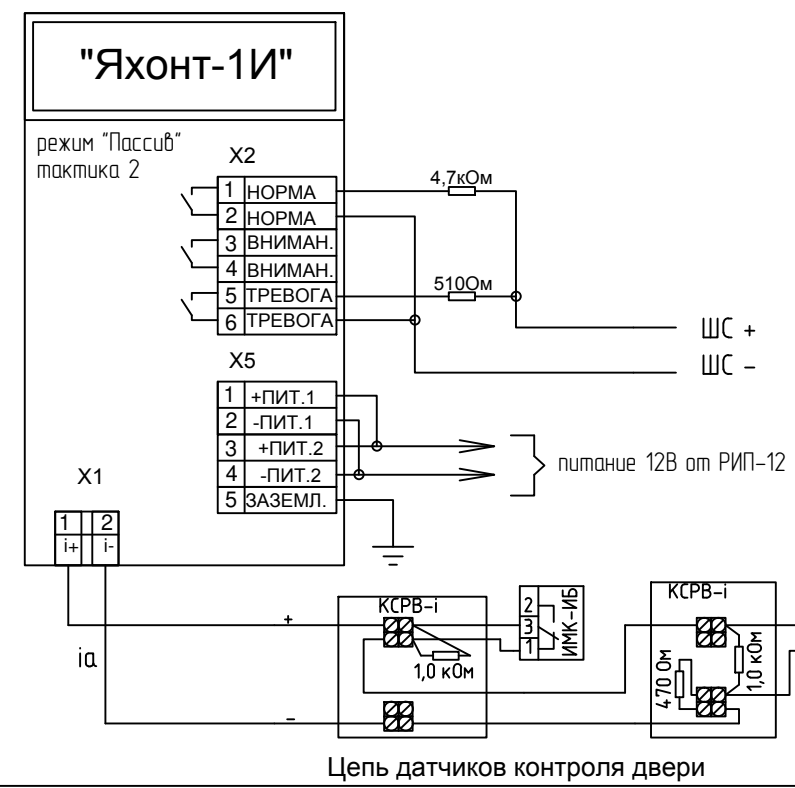 "Яхонт-1И"
режим "Пассив"
тактика 2
X2
1 НОРМА
2 НОРМА
3 ВНИМАН.
4 ВНИМАН.
5 ТРЕВОГА
6 ТРЕВОГА
4,7кОм
510Ом
ШС +
ШС -
X5
1 +ПИТ.1
2 -ПИТ.1
3 +ПИТ.2
4 -ПИТ.2
5 ЗАЗЕМЛ.
питание 12В от РИП-12
X1
1 2
i+ i-
iа
+
-
КСРВ-i
1,0 кОм
2
3
1
ИМК-ИБ
КСРВ-i
470 Ом
1,0 кОм
Цепь датчиков контроля двери